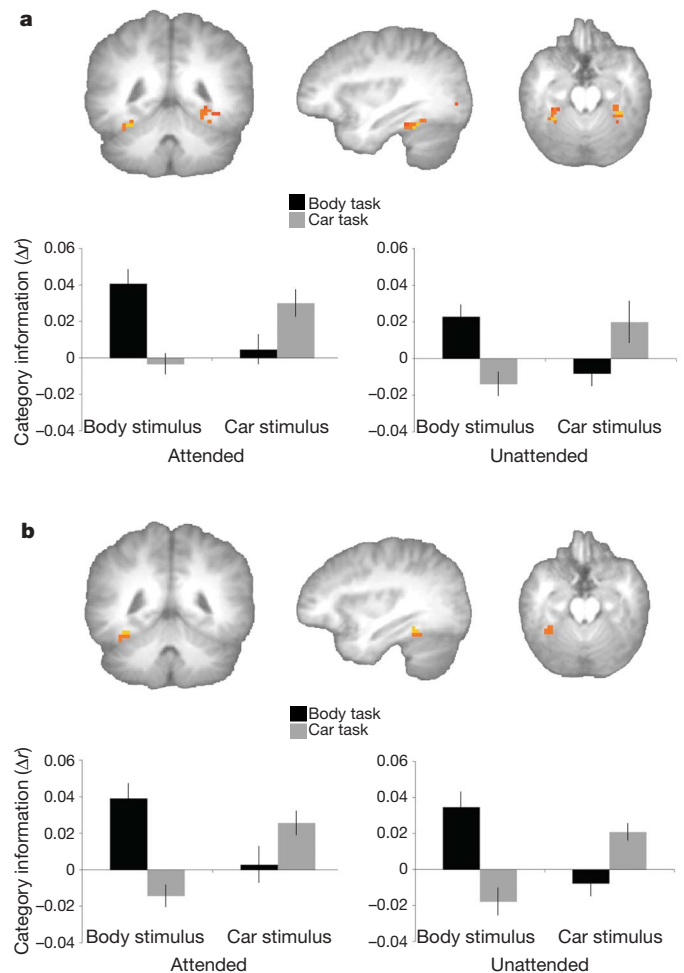 a
Body task
Car task
Category information (Δr)
0.06
0.04
0.02
0
−0.02
−0.04
Body stimulus Car stimulus
Attended
0.06
0.04
0.02
0
−0.02
−0.04
Body stimulus Car stimulus
Unattended
b
Body task
Car task
Category information (Δr)
0.06
0.04
0.02
0
−0.02
−0.04
Body stimulus Car stimulus
Attended
0.06
0.04
0.02
0
−0.02
−0.04
Body stimulus Car stimulus
Unattended